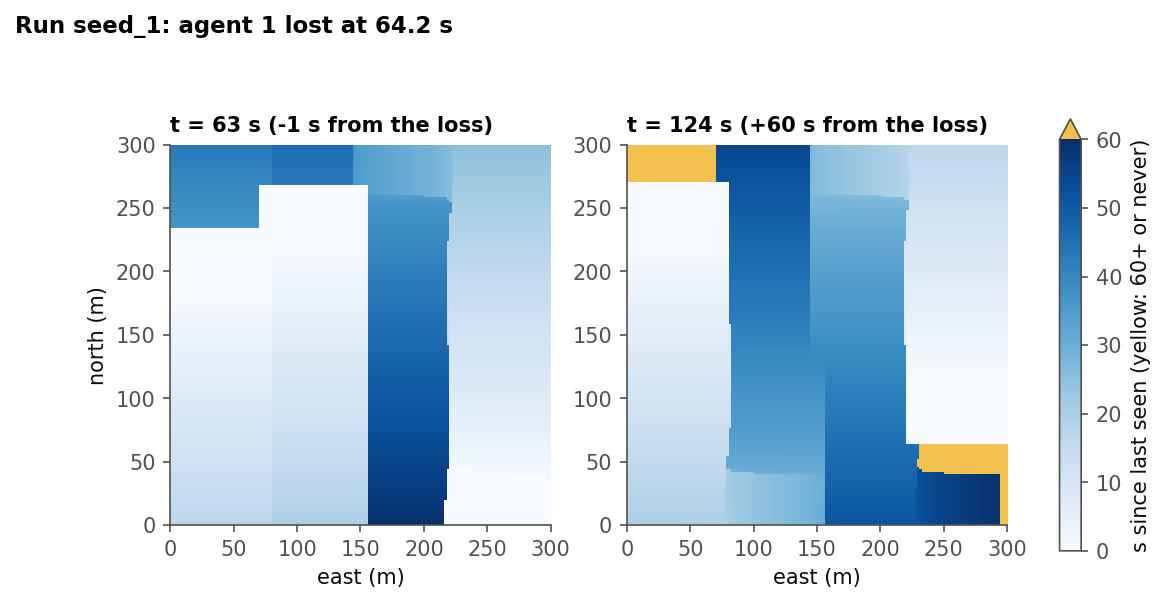 Run seed_1: agent 1 lost at 64.2 s
t = 63 s (-1 s from the loss)
t = 124 s (+60 s from the loss)
north (m)
300
250
200
150
100
50
0
0 50 100 150 200 250 300
east (m)
300
250
200
150
100
50
0
0 50 100 150 200 250 300
east (m)
60
50
40
30
20
10
0
s since last seen (yellow: 60+ or never)